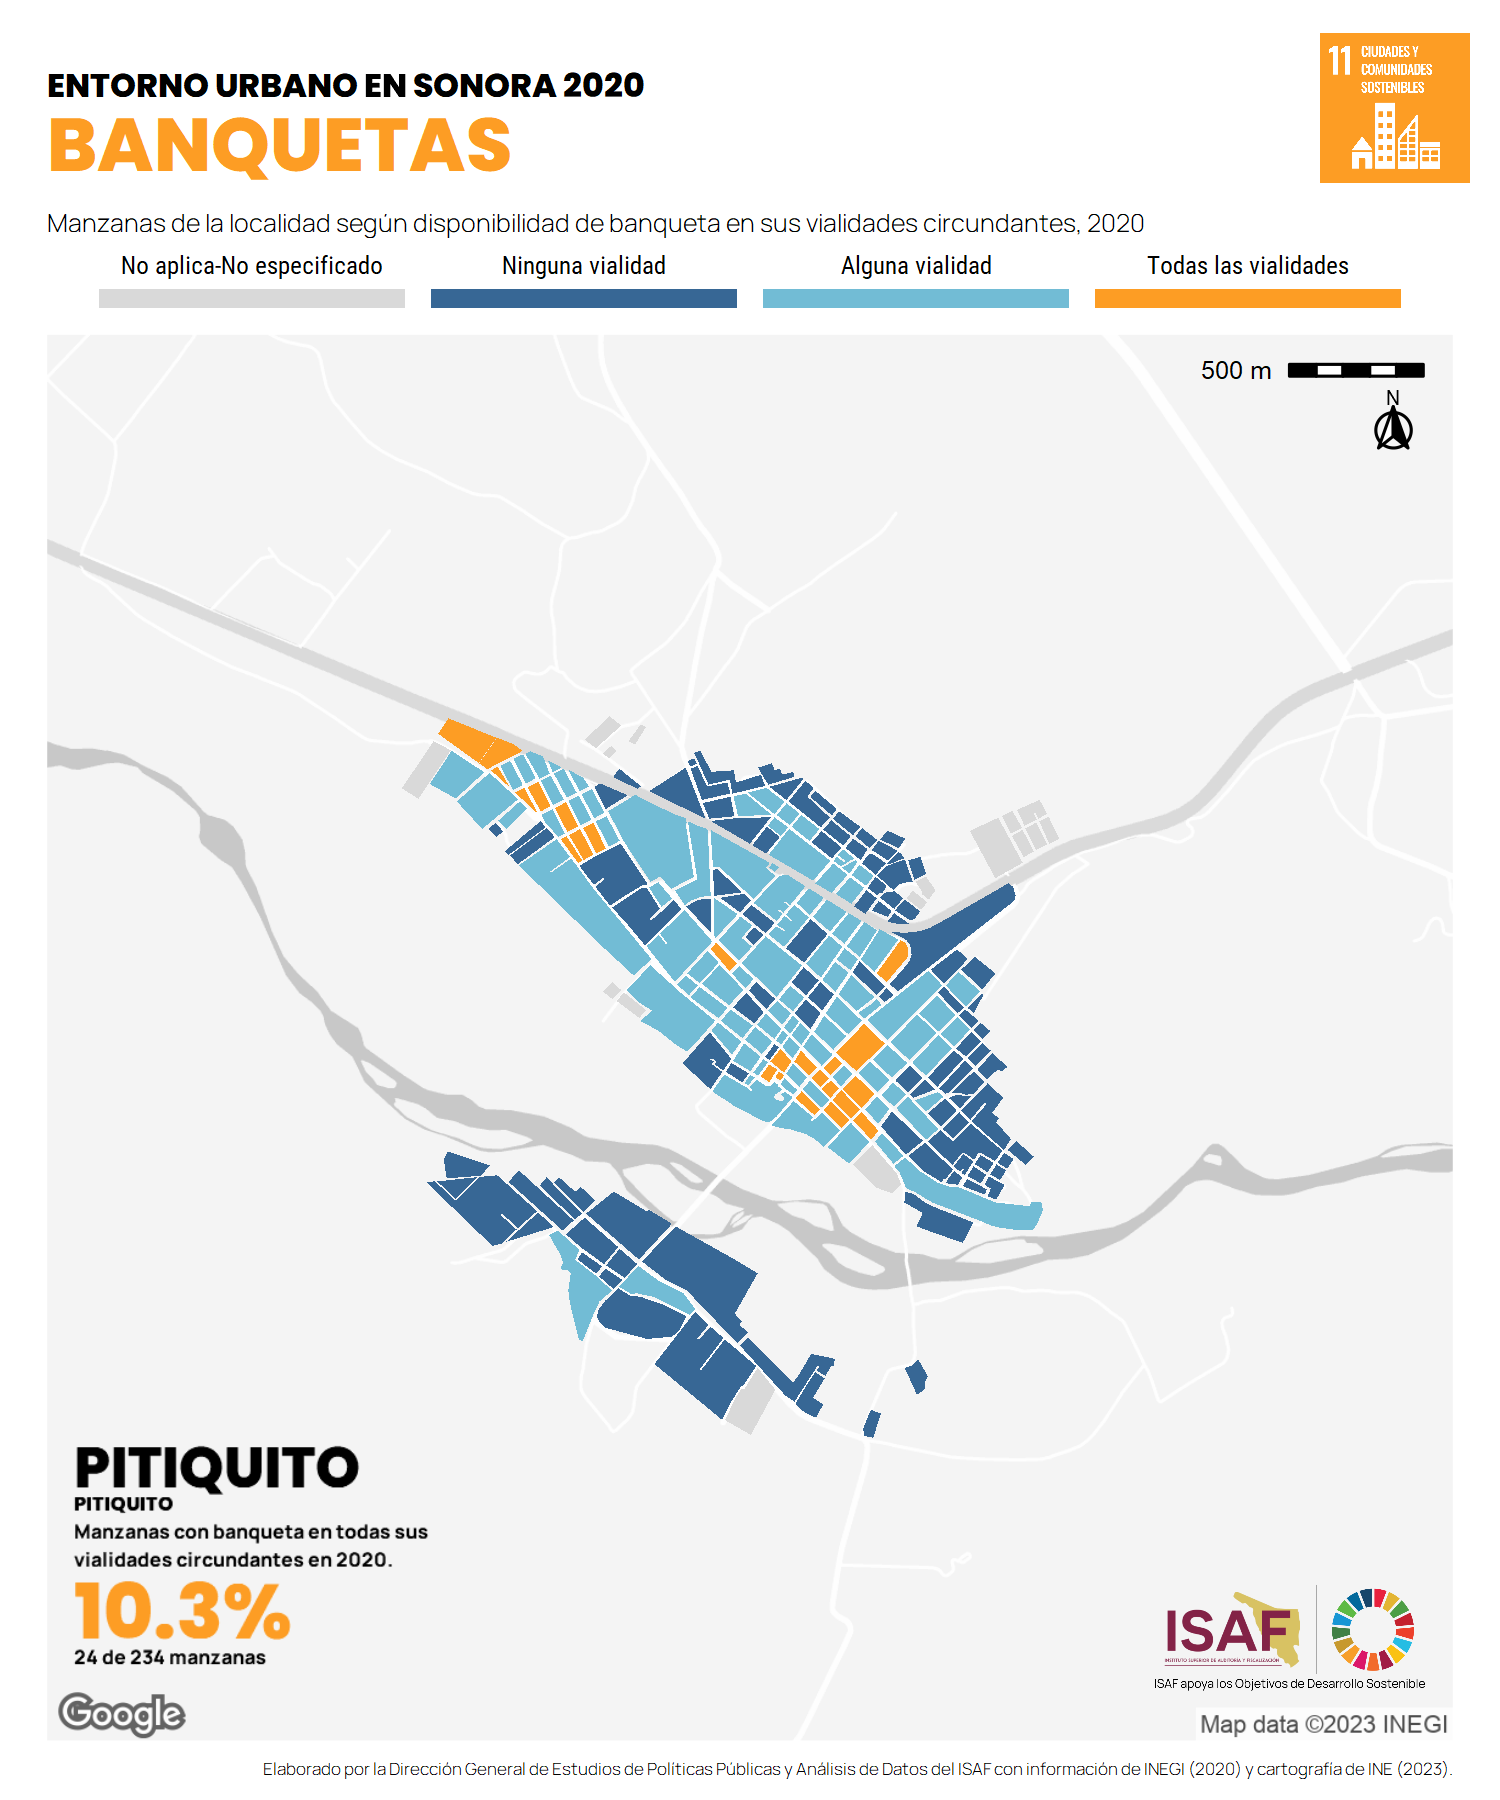 ENTORNO URBANO EN SONORA 2020
BANQUETAS
11 CIUDADES Y
COMUNIDADES
SOSTENIBLES
Manzanas de la localidad según disponibilidad de banqueta en sus vialidades circundantes, 2020
No aplica-No especificado Ninguna vialidad Alguna vialidad Todas las vialidades
500 m
N
PITIQUITO
PITIQUITO
Manzanas con banqueta en todas sus
vialidades circundantes en 2020.
10.3%
24 de 234 manzanas
ISAF
INSTITUTO SUPERIOR DE AUDITORÍA Y FISCALIZACIÓN
ISAF apoya los Objetivos de Desarrollo Sostenible
Google
Map data ©2023 INEGI
Elaborado por la Dirección General de Estudios de Políticas Públicas y Análisis de Datos del ISAF con información de INEGI (2020) y cartografía de INE (2023).